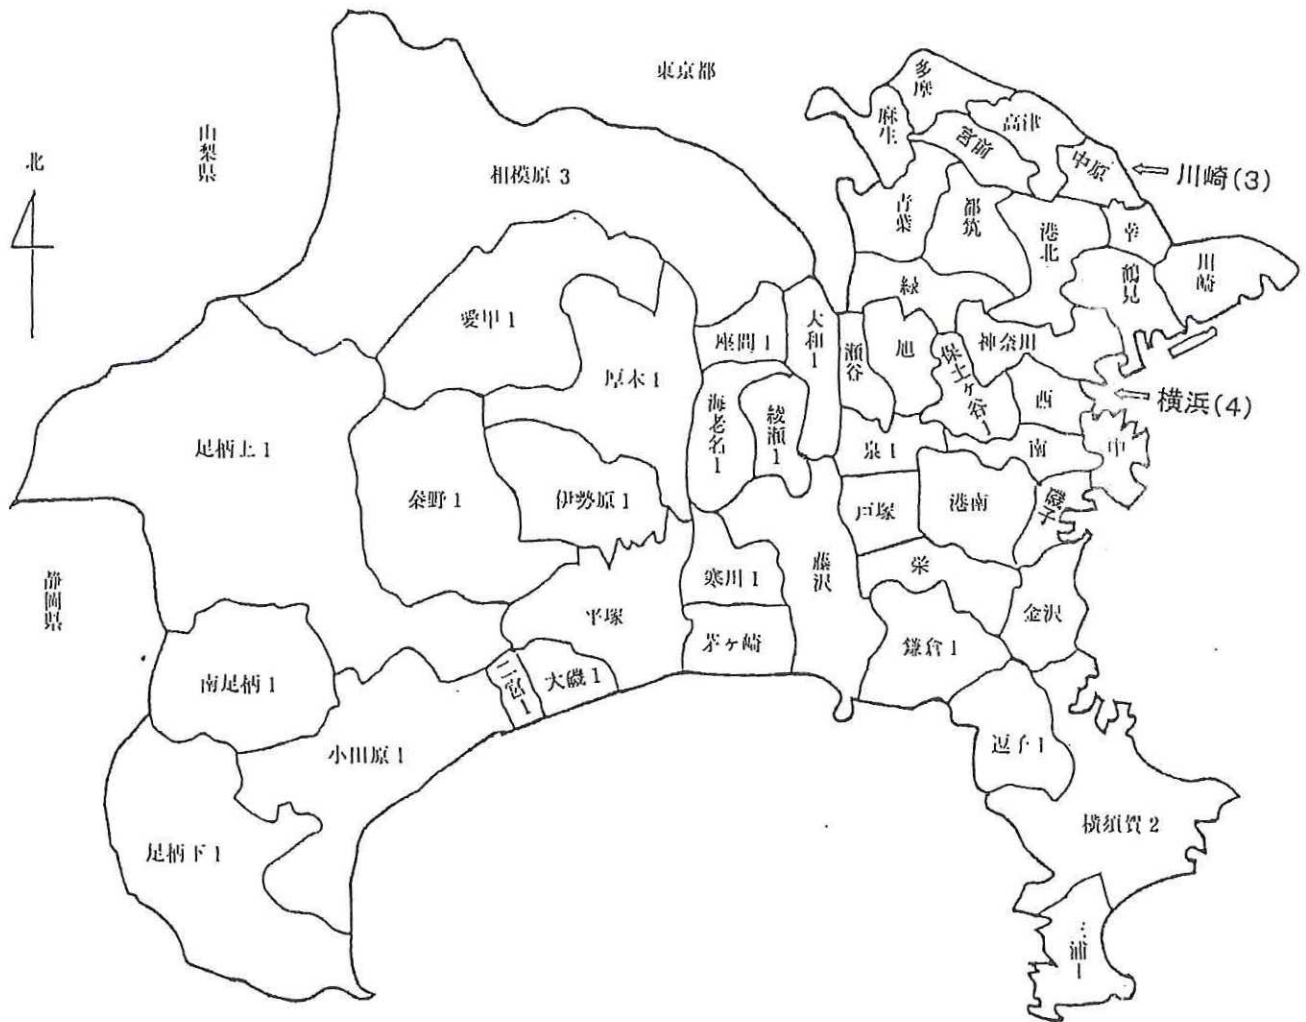 東京都
山梨県
北
静岡県
相模原 3
愛甲 1
厚木 1
座間 1
大和 1
海老名 1
綾瀬 1
足柄上 1
秦野 1
伊勢原 1
平塚
寒川 1
茅ヶ崎
藤沢
南足柄 1
小田原 1
二宮 1
大磯 1
足柄下 1
多摩
麻生
高津
宮前
中原
川崎(3)
幸
川崎
青葉
都筑
港北
鶴見
緑
瀬谷
旭
保土ヶ谷1
神奈川
西
横浜(4)
中
泉 1
南
戸塚
港南
磯子
栄
金沢
鎌倉 1
逗子 1
横須賀 2
三浦 1